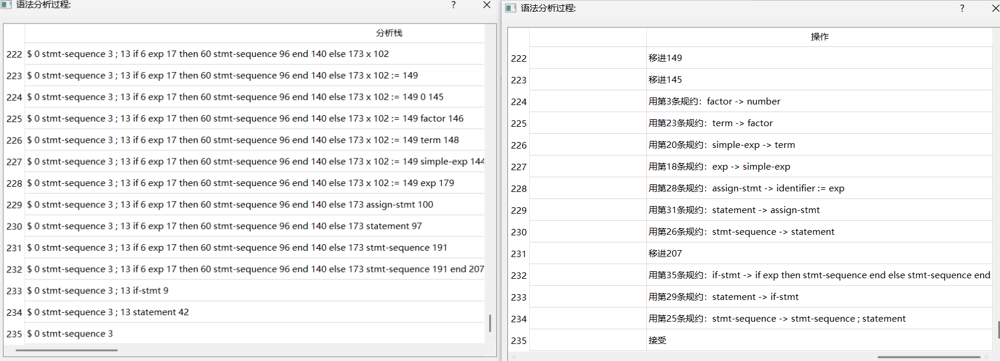 语法分析过程:
?
分析栈
222 $ 0 stmt-sequence 3 ; 13 if 6 exp 17 then 60 stmt-sequence 96 end 140 else 173 x 102
223 $ 0 stmt-sequence 3 ; 13 if 6 exp 17 then 60 stmt-sequence 96 end 140 else 173 x 102 := 149
224 $ 0 stmt-sequence 3 ; 13 if 6 exp 17 then 60 stmt-sequence 96 end 140 else 173 x 102 := 149 0 145
225 $ 0 stmt-sequence 3 ; 13 if 6 exp 17 then 60 stmt-sequence 96 end 140 else 173 x 102 := 149 factor 146
226 $ 0 stmt-sequence 3 ; 13 if 6 exp 17 then 60 stmt-sequence 96 end 140 else 173 x 102 := 149 term 148
227 $ 0 stmt-sequence 3 ; 13 if 6 exp 17 then 60 stmt-sequence 96 end 140 else 173 x 102 := 149 simple-exp 144
228 $ 0 stmt-sequence 3 ; 13 if 6 exp 17 then 60 stmt-sequence 96 end 140 else 173 x 102 := 149 exp 179
229 $ 0 stmt-sequence 3 ; 13 if 6 exp 17 then 60 stmt-sequence 96 end 140 else 173 assign-stmt 100
230 $ 0 stmt-sequence 3 ; 13 if 6 exp 17 then 60 stmt-sequence 96 end 140 else 173 statement 97
231 $ 0 stmt-sequence 3 ; 13 if 6 exp 17 then 60 stmt-sequence 96 end 140 else 173 stmt-sequence 191
232 $ 0 stmt-sequence 3 ; 13 if 6 exp 17 then 60 stmt-sequence 96 end 140 else 173 stmt-sequence 191 end 207
233 $ 0 stmt-sequence 3 ; 13 if-stmt 9
234 $ 0 stmt-sequence 3 ; 13 statement 42
235 $ 0 stmt-sequence 3
语法分析过程:
?
操作
222 移进149
223 移进145
224 用第3条规约：factor -> number
225 用第23条规约：term -> factor
226 用第20条规约：simple-exp -> term
227 用第18条规约：exp -> simple-exp
228 用第28条规约：assign-stmt -> identifier := exp
229 用第31条规约：statement -> assign-stmt
230 用第26条规约：stmt-sequence -> statement
231 移进207
232 用第35条规约：if-stmt -> if exp then stmt-sequence end else stmt-sequence end
233 用第29条规约：statement -> if-stmt
234 用第25条规约：stmt-sequence -> stmt-sequence ; statement
235 接受